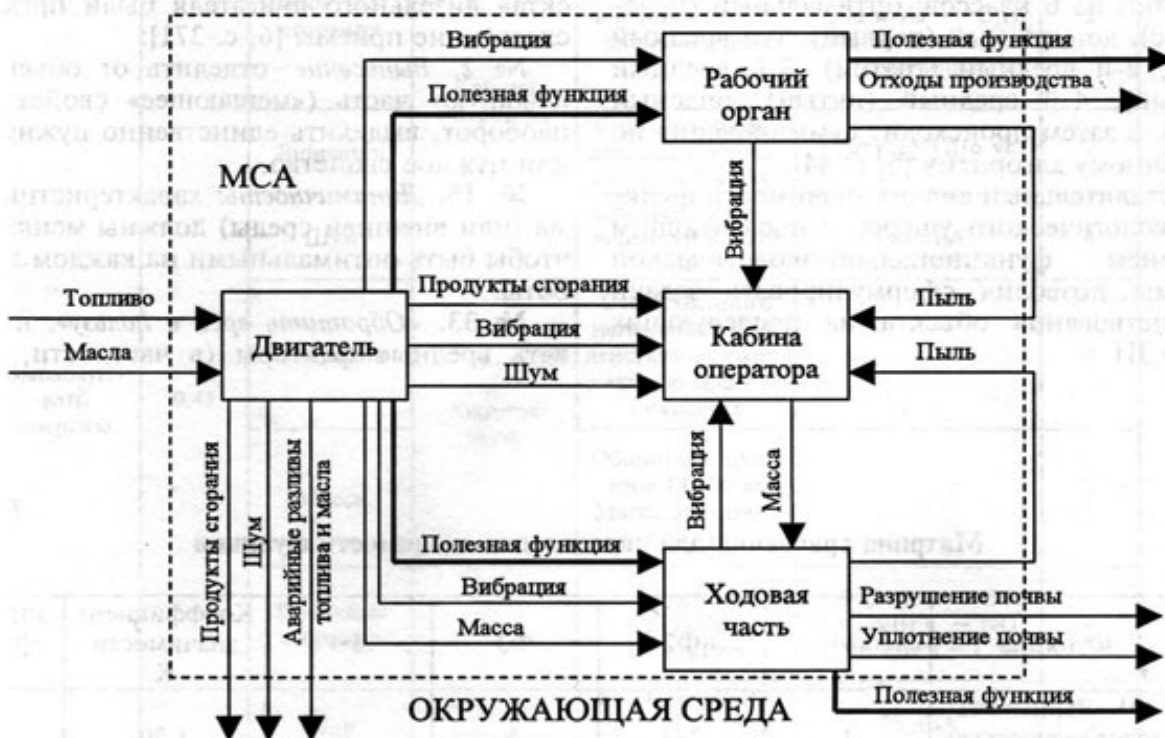 Вибрация
Полезная функция
Рабочий
орган
Полезная функция
Отходы производства
МСА
Вибрация
Топливо
Масла
Двигатель
Продукты сгорания
Вибрация
Шум
Кабина
оператора
Пыль
Пыль
Продукты сгорания
Шум
Аварийные разливы
топлива и масла
Вибрация
Масса
Полезная функция
Вибрация
Масса
Ходовая
часть
Разрушение почвы
Уплотнение почвы
Полезная функция
ОКРУЖАЮЩАЯ СРЕДА